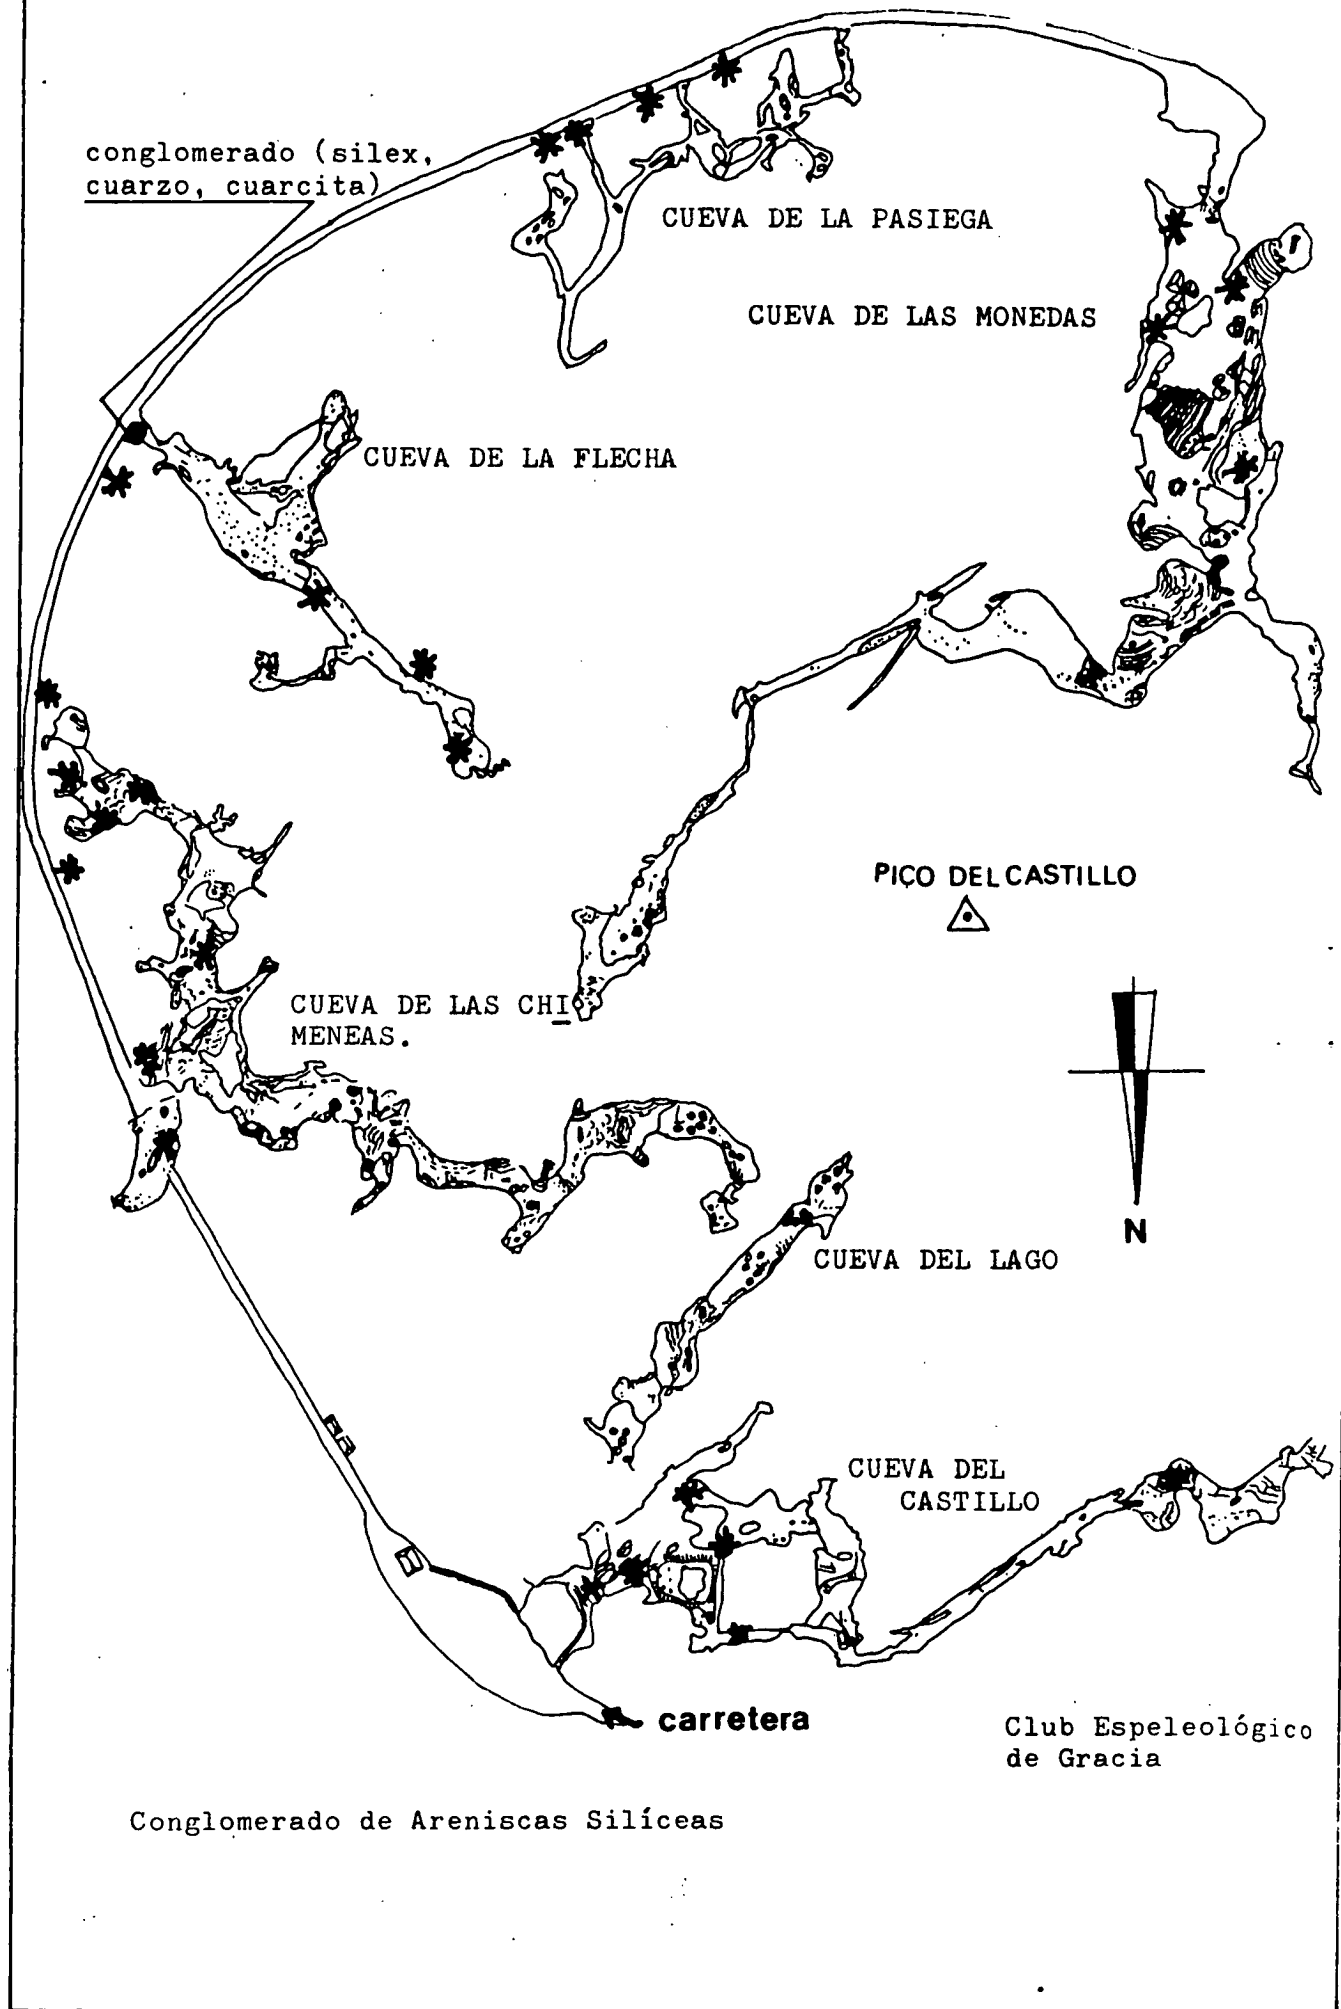 conglomerado (silex,
cuarzo, cuarcita)
CUEVA DE LA PASIEGA
CUEVA DE LAS MONEDAS
CUEVA DE LA FLECHA
PICO DEL CASTILLO
CUEVA DE LAS CHI
MENEAS.
N
CUEVA DEL LAGO
CUEVA DEL
CASTILLO
carretera
Club Espeleológico
de Gracia
Conglomerado de Areniscas Silíceas